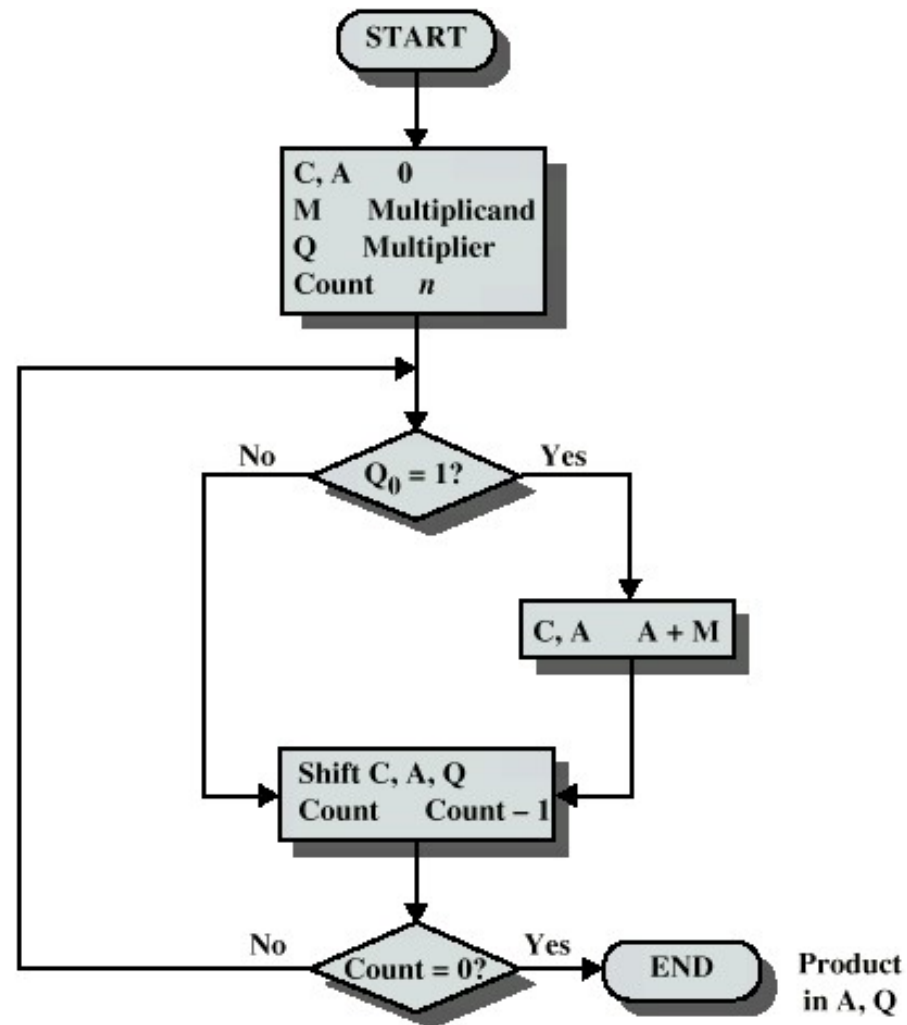 START
C, A 0
M Multiplicand
Q Multiplier
Count n
No
Q0 = 1?
Yes
C, A A + M
Shift C, A, Q
Count Count – 1
No
Count = 0?
Yes
END
Product
in A, Q